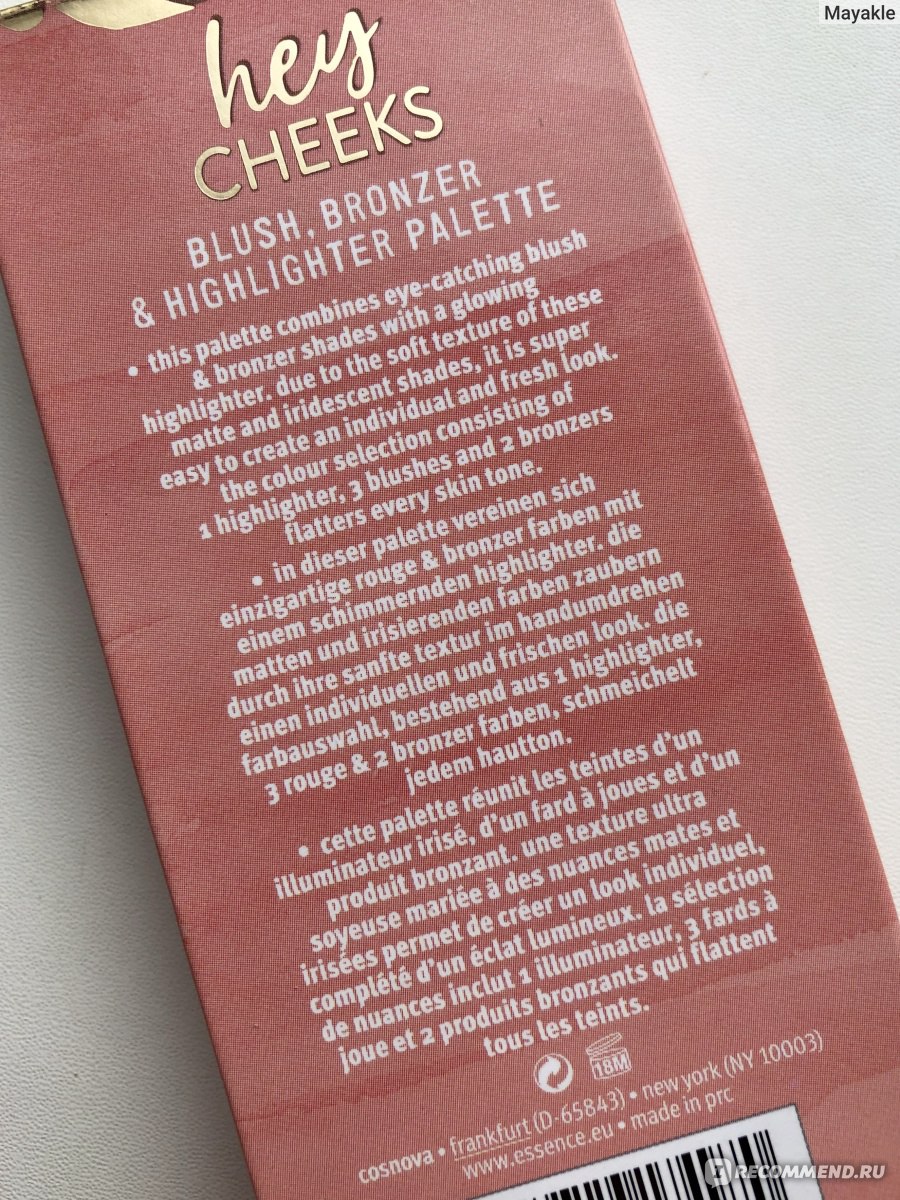 Mayakle
hey
CHEEKS
BLUSH, BRONZER
& HIGHLIGHTER PALETTE
• this palette combines eye-catching blush
& bronzer shades with a glowing
highlighter. due to the soft texture of these
matte and iridescent shades, it is super
easy to create an individual and fresh look.
the colour selection consisting of
1 highlighter, 3 blushes and 2 bronzers
flatters every skin tone.
• in dieser palette vereinen sich
einzigartige rouge & bronzer farben mit
einem schimmernden highlighter. die
matten und irisierenden farben zaubern
durch ihre sanfte textur im handumdrehen
einen individuellen und frischen look. die
farbauswahl, bestehend aus 1 highlighter,
3 rouge & 2 bronzer farben, schmeichelt
jedem hautton.
• cette palette réunit les teintes d'un
illuminateur irisé, d'un fard à joues et d'un
produit bronzant. une texture ultra
soyeuse mariée à des nuances mates et
irisées permet de créer un look individuel,
complété d'un éclat lumineux. la sélection
de nuances inclut 1 illuminateur, 3 fards à
joue et 2 produits bronzants qui flattent
tous les teints.
18M
cosnova • frankfurt (D-65843) • new york (NY 10003)
www.essence.eu • made in prc
RECOMMEND.RU